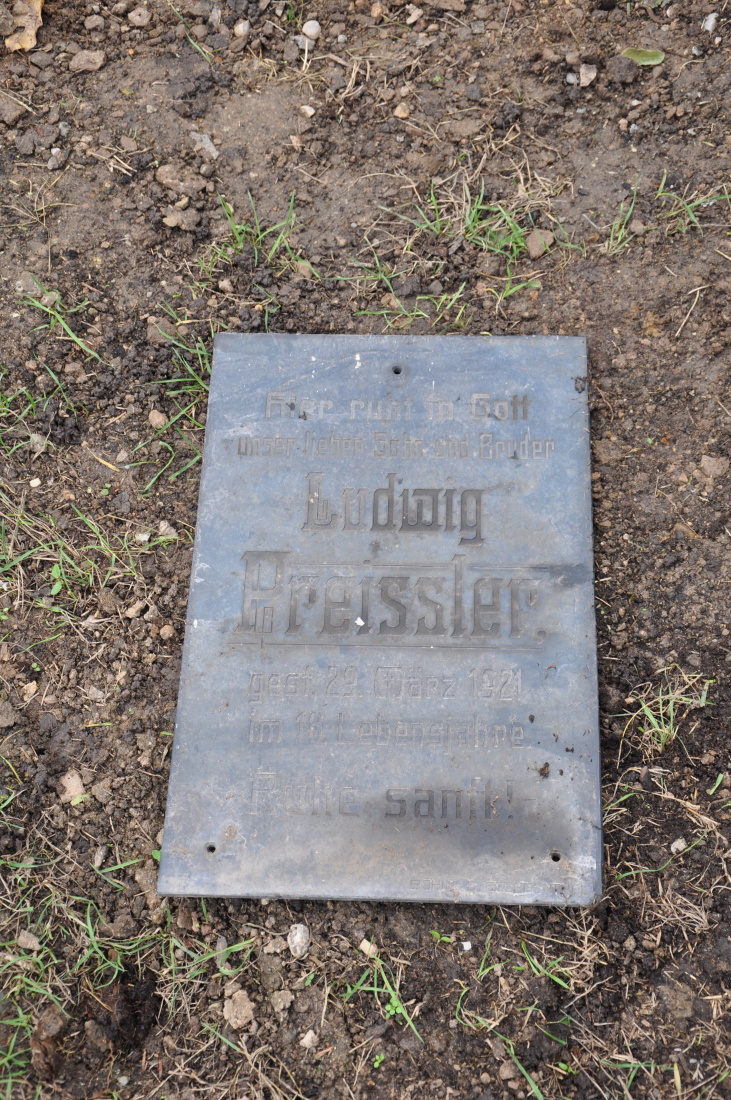 Hier ruht in Gott
unser lieber Sohn und Bruder
Ludwig
Preissler.
gest. 29. März 1921
im 18. Lebensjahre
Ruhe sanft!